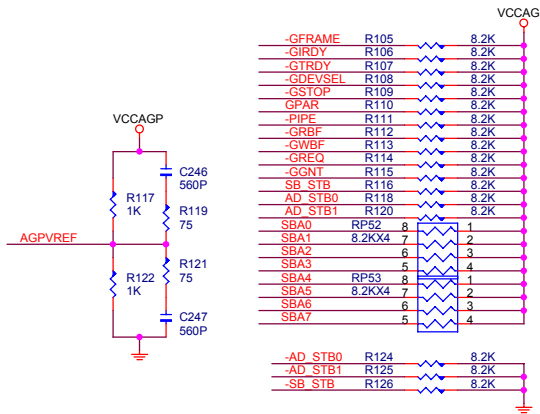 VCCAG
-GFRAME R105 8.2K
-GIRDY R106 8.2K
-GTRDY R107 8.2K
-GDEVSEL R108 8.2K
-GSTOP R109 8.2K
GPAR R110 8.2K
-PIPE R111 8.2K
-GRBF R112 8.2K
-GWBF R113 8.2K
-GREQ R114 8.2K
-GGNT R115 8.2K
SB_STB R116 8.2K
AD_STB0 R118 8.2K
AD_STB1 R120 8.2K
SBA0 RP52 8 1
SBA1 8.2KX4 7 2
SBA2 6 3
SBA3 5 4
SBA4 RP53 8 1
SBA5 8.2KX4 7 2
SBA6 6 3
SBA7 5 4
-AD_STB0 R124 8.2K
-AD_STB1 R125 8.2K
-SB_STB R126 8.2K
VCCAGP
C246
560P
R117
1K
R119
75
AGPVREF
R122
1K
R121
75
C247
560P